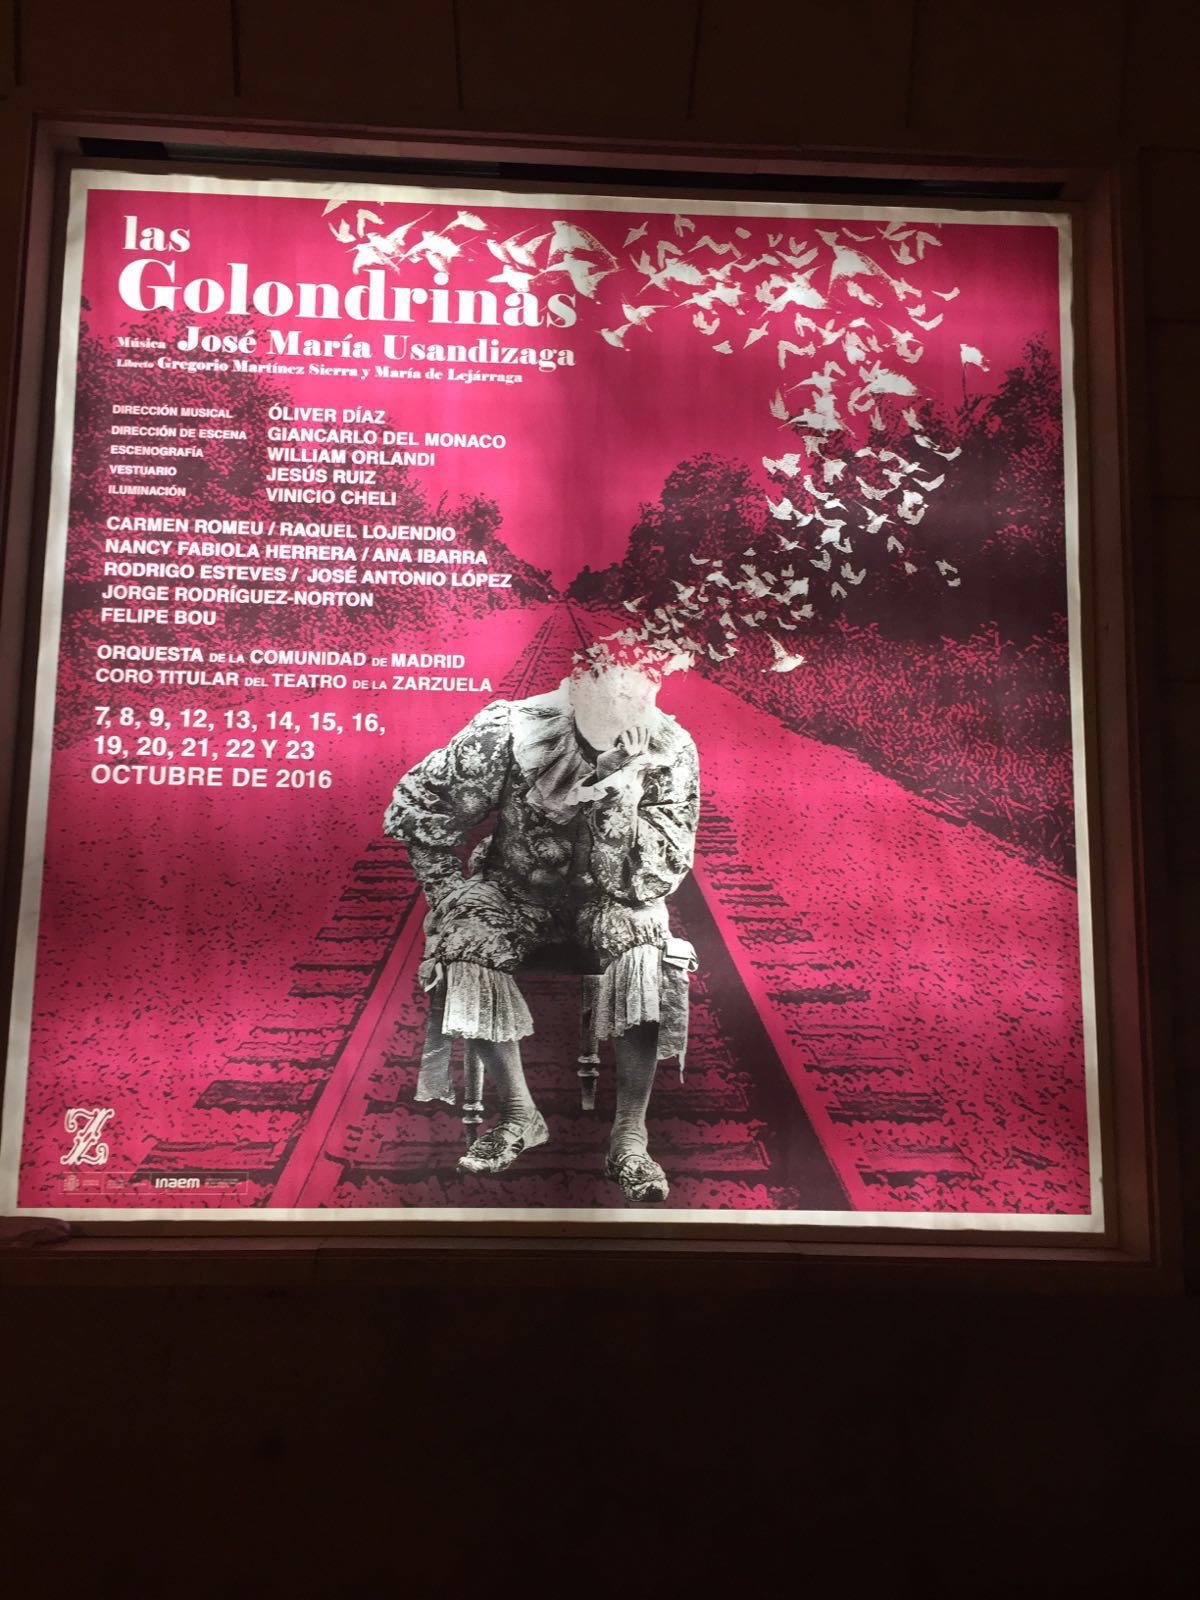 las
Golondrinas
Música José María Usandizaga
Libreto Gregorio Martínez Sierra y María de Lejárraga
DIRECCIÓN MUSICAL ÓLIVER DÍAZ
DIRECCIÓN DE ESCENA GIANCARLO DEL MONACO
ESCENOGRAFÍA WILLIAM ORLANDI
VESTUARIO JESÚS RUIZ
ILUMINACIÓN VINICIO CHELI
CARMEN ROMEU / RAQUEL LOJENDIO
NANCY FABIOLA HERRERA / ANA IBARRA
RODRIGO ESTEVES / JOSÉ ANTONIO LÓPEZ
JORGE RODRÍGUEZ-NORTON
FELIPE BOU
ORQUESTA DE LA COMUNIDAD DE MADRID
CORO TITULAR DEL TEATRO DE LA ZARZUELA
7, 8, 9, 12, 13, 14, 15, 16,
19, 20, 21, 22 Y 23
OCTUBRE DE 2016
inaem